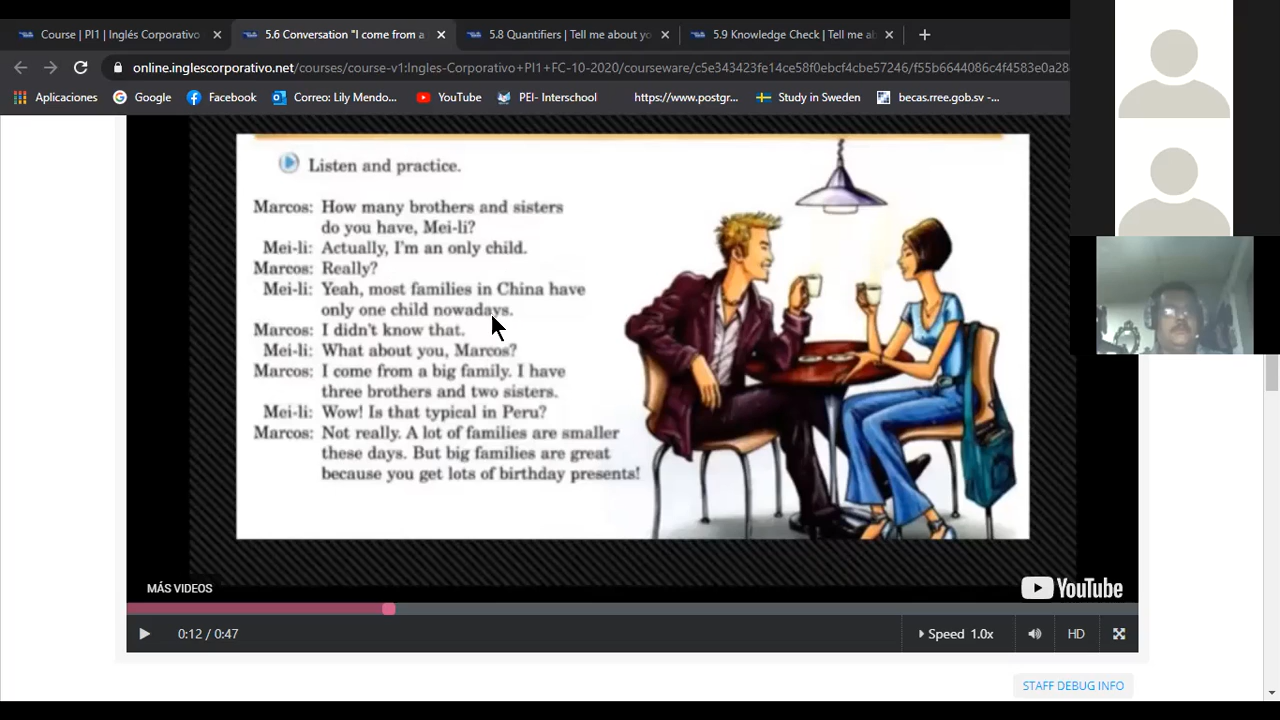 Course | PI1 | Inglés Corporativo
5.6 Conversation "I come from a
5.8 Quantifiers | Tell me about yo
5.9 Knowledge Check | Tell me ab
online.inglescorporativo.net/courses/course-v1:Ingles-Corporativo+PI1+FC-10-2020/courseware/c5e343423fe14ce58f0ebcf4cbe57246/f55b6644086c4f4583e0a28
Aplicaciones
Google
Facebook
Correo: Lily Mendo...
YouTube
PEI- Interschool
https://www.postgr...
Study in Sweden
becas.rree.gob.sv -...
Listen and practice.
Marcos: How many brothers and sisters
do you have, Mei-li?
Mei-li: Actually, I'm an only child.
Marcos: Really?
Mei-li: Yeah, most families in China have
only one child nowadays.
Marcos: I didn't know that.
Mei-li: What about you, Marcos?
Marcos: I come from a big family. I have
three brothers and two sisters.
Mei-li: Wow! Is that typical in Peru?
Marcos: Not really. A lot of families are smaller
these days. But big families are great
because you get lots of birthday presents!
MÁS VIDEOS
YouTube
0:12 / 0:47
Speed 1.0x
HD
STAFF DEBUG INFO